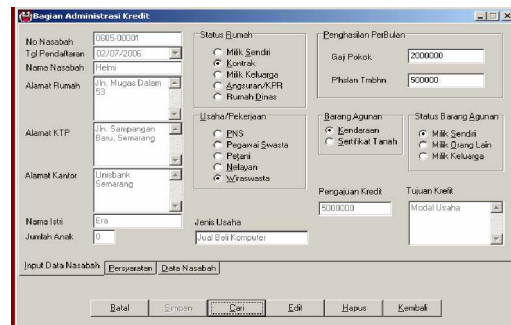 Bagian Administrasi Kredit
No Nasabah 0605-00001
Tgl Pendaftaran 02/07/2006
Nama Nasabah Helmi
Alamat Rumah Jln. Mugas Dalam
53
Alamat KTP Jln. Sampangan
Baru, Semarang
Alamat Kantor Unisbank
Semarang
Nama Istri Era
Jumlah Anak 0
Status Rumah
Milik Sendiri
Kontrak
Milik Keluarga
Angsuran/KPR
Rumah Dinas
Usaha/Pekerjaan
PNS
Pegawai Swasta
Petani
Nelayan
Wiraswasta
Jenis Usaha
Jual Beli Komputer
Penghasilan PerBulan
Gaji Pokok 2000000
Phslan Tmbhn 500000
Barang Agunan
Kendaraan
Sertifikat Tanah
Status Barang Agunan
Milik Sendiri
Milik Orang Lain
Milik Keluarga
Pengajuan Kredit
5000000
Tujuan Kredit
Modal Usaha
Input Data Nasabah Persyaratan Data Nasabah
Batal Simpan Cari Edit Hapus Kembali